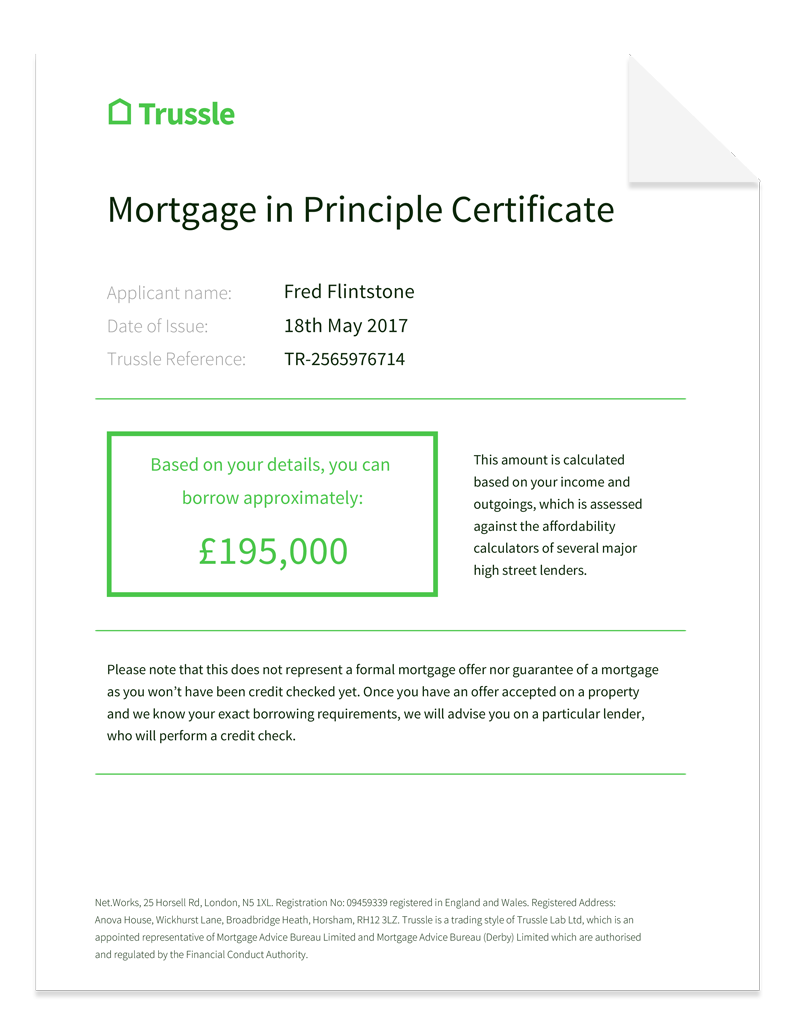 Trussle
Mortgage in Principle Certificate
Applicant name: Fred Flintstone
Date of Issue: 18th May 2017
Trussle Reference: TR-2565976714
Based on your details, you can
borrow approximately:
£195,000
This amount is calculated
based on your income and
outgoings, which is assessed
against the affordability
calculators of several major
high street lenders.
Please note that this does not represent a formal mortgage offer nor guarantee of a mortgage
as you won’t have been credit checked yet. Once you have an offer accepted on a property
and we know your exact borrowing requirements, we will advise you on a particular lender,
who will perform a credit check.
Net.Works, 25 Horsell Rd, London, N5 1XL. Registration No: 09459339 registered in England and Wales. Registered Address:
Anova House, Wickhurst Lane, Broadbridge Heath, Horsham, RH12 3LZ. Trussle is a trading style of Trussle Lab Ltd, which is an
appointed representative of Mortgage Advice Bureau Limited and Mortgage Advice Bureau (Derby) Limited which are authorised
and regulated by the Financial Conduct Authority.